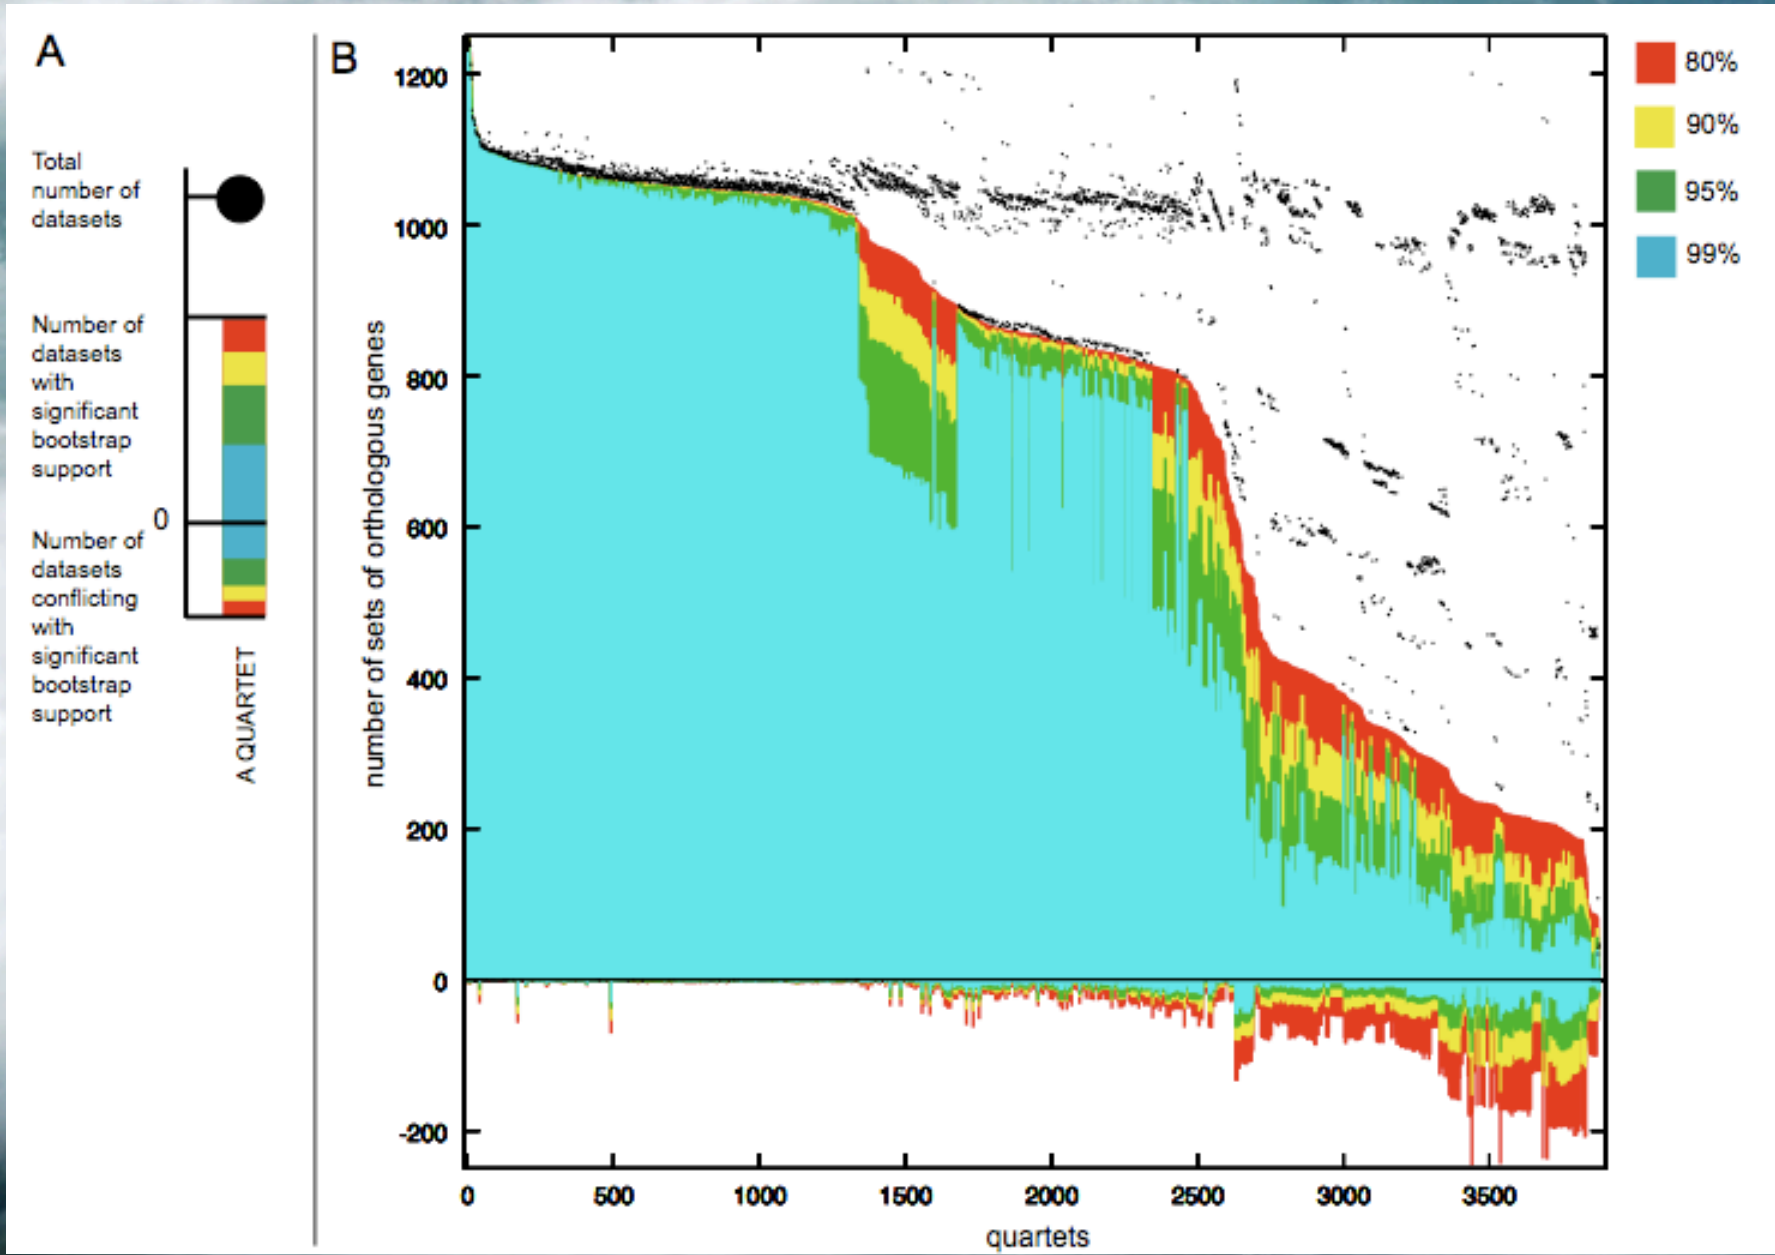 A
Total
number of
datasets
Number of
datasets
with
significant
bootstrap
support
0
Number of
datasets
conflicting
with
significant
bootstrap
support
A QUARTET
B
number of sets of orthologous genes
1200
1000
800
600
400
200
0
-200
0 500 1000 1500 2000 2500 3000 3500
quartets
80%
90%
95%
99%